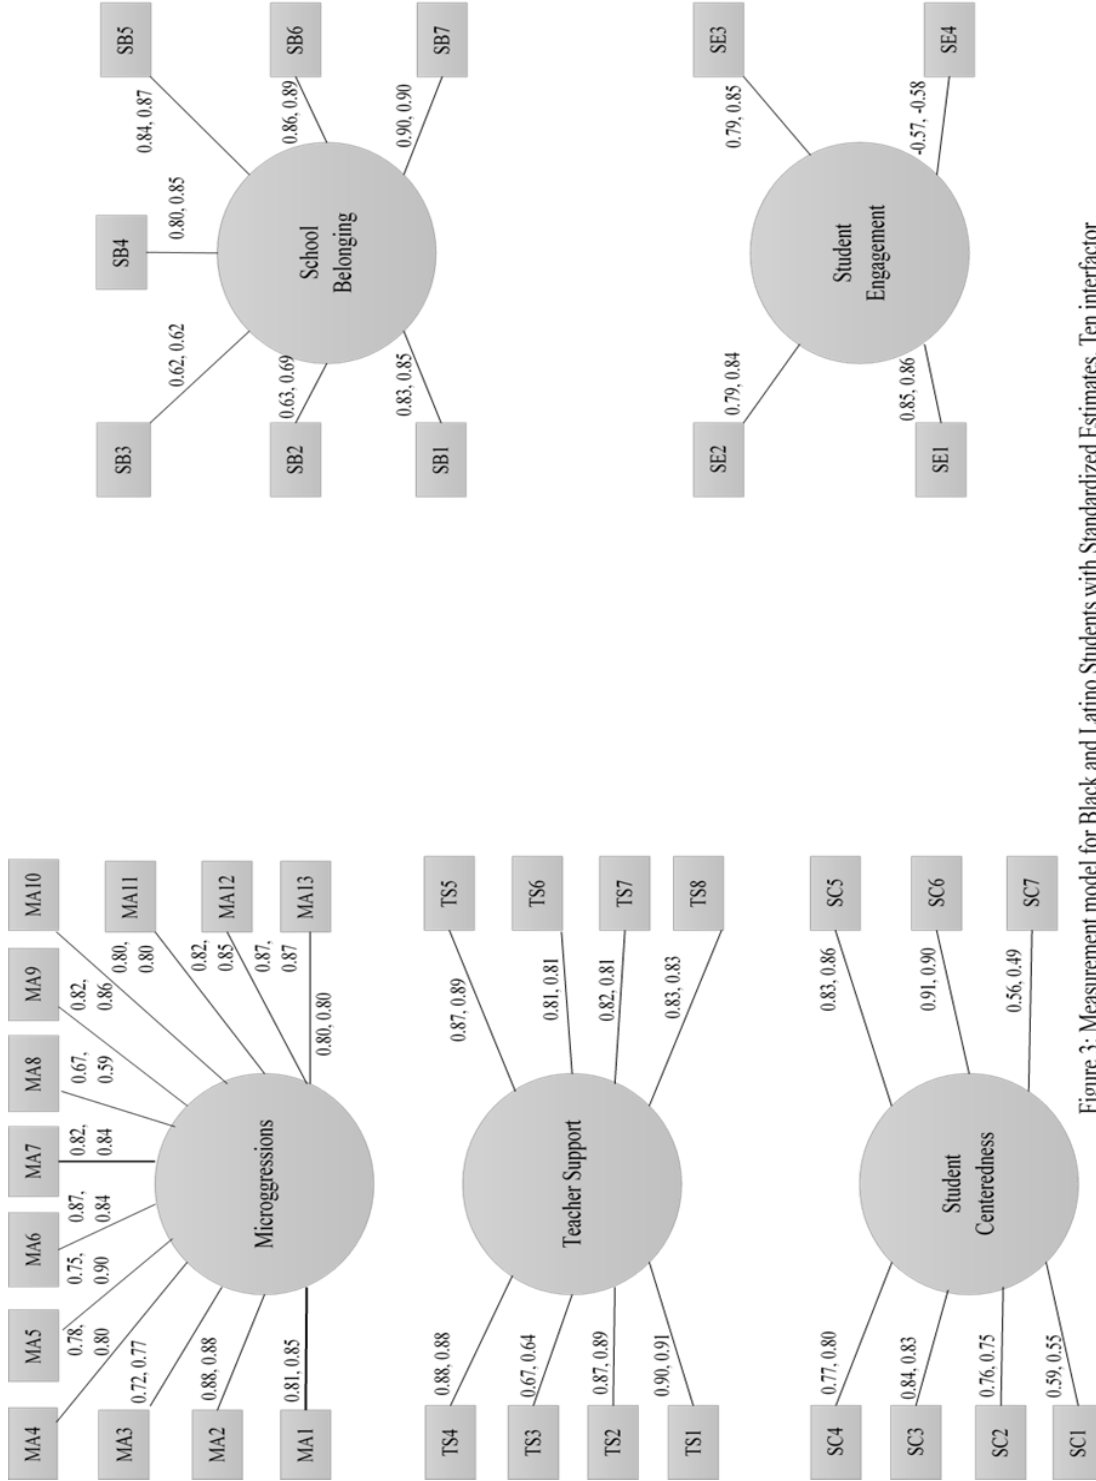 MA4
MA5
MA6
MA7
MA8
MA9
MA10
MA3
MA11
MA2
MA12
MA1
MA13
0.78,
0.80
0.75,
0.90
0.87,
0.84
0.82,
0.84
0.67,
0.59
0.82,
0.86
0.80,
0.80
0.82,
0.85
0.87,
0.87
0.72, 0.77
0.88, 0.88
0.81, 0.85
0.80, 0.80
Microggressions
TS4
TS5
TS3
TS6
TS2
TS7
TS1
TS8
0.88, 0.88
0.87, 0.89
0.67, 0.64
0.81, 0.81
0.87, 0.89
0.82, 0.81
0.90, 0.91
0.83, 0.83
Teacher Support
SC4
SC5
SC3
SC6
SC2
SC7
SC1
0.77, 0.80
0.83, 0.86
0.84, 0.83
0.91, 0.90
0.76, 0.75
0.56, 0.49
0.59, 0.55
Student
Centeredness
SB3
SB4
SB5
SB2
SB6
SB1
SB7
0.62, 0.62
0.80, 0.85
0.84, 0.87
0.63, 0.69
0.86, 0.89
0.83, 0.85
0.90, 0.90
School
Belonging
SE2
SE3
SE1
SE4
0.79, 0.84
0.79, 0.85
0.85, 0.86
-0.57, -0.58
Student
Engagement
Figure 3: Measurement model for Black and Latino Students with Standardized Estimates. Ten interfactor